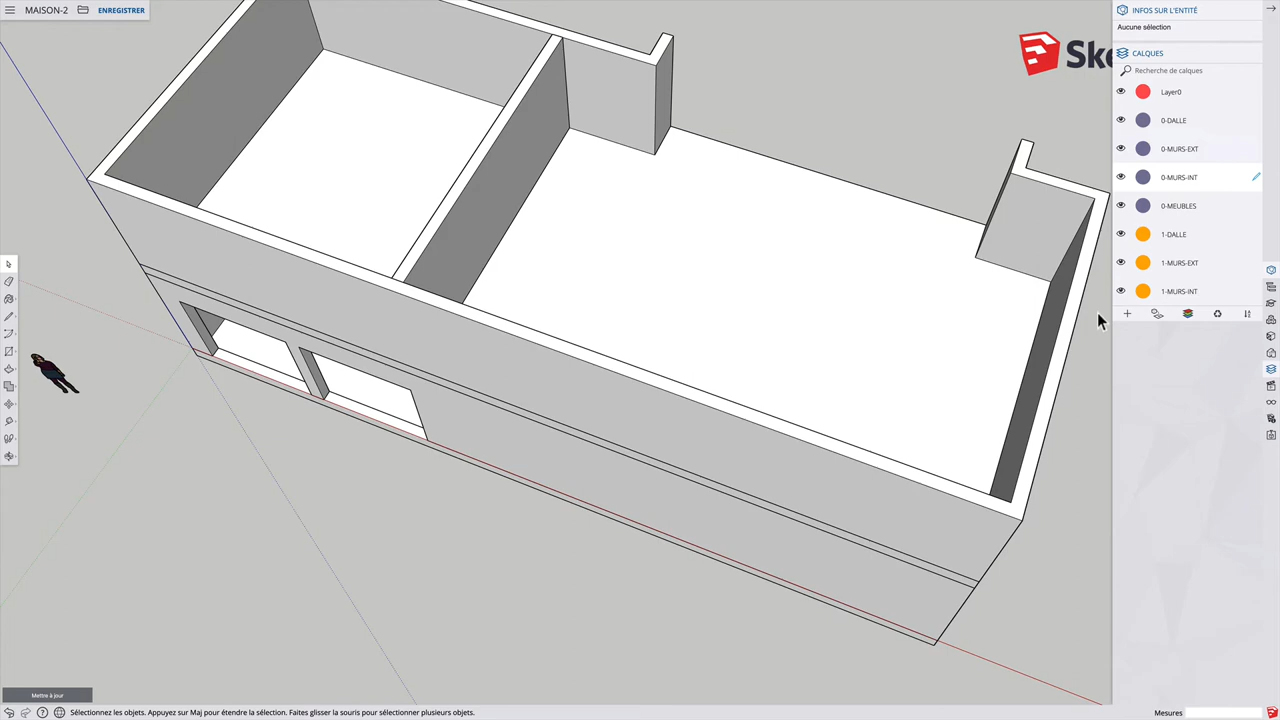 MAISON-2 ENREGISTRER
INFOS SUR L'ENTITÉ
Aucune sélection
CALQUES
Recherche de calques
Layer0
0-DALLE
0-MURS-EXT
0-MURS-INT
0-MEUBLES
1-DALLE
1-MURS-EXT
1-MURS-INT
Ske
Mettre à jour
Sélectionnez les objets. Appuyez sur Maj pour étendre la sélection. Faites glisser la souris pour sélectionner plusieurs objets.
Mesures